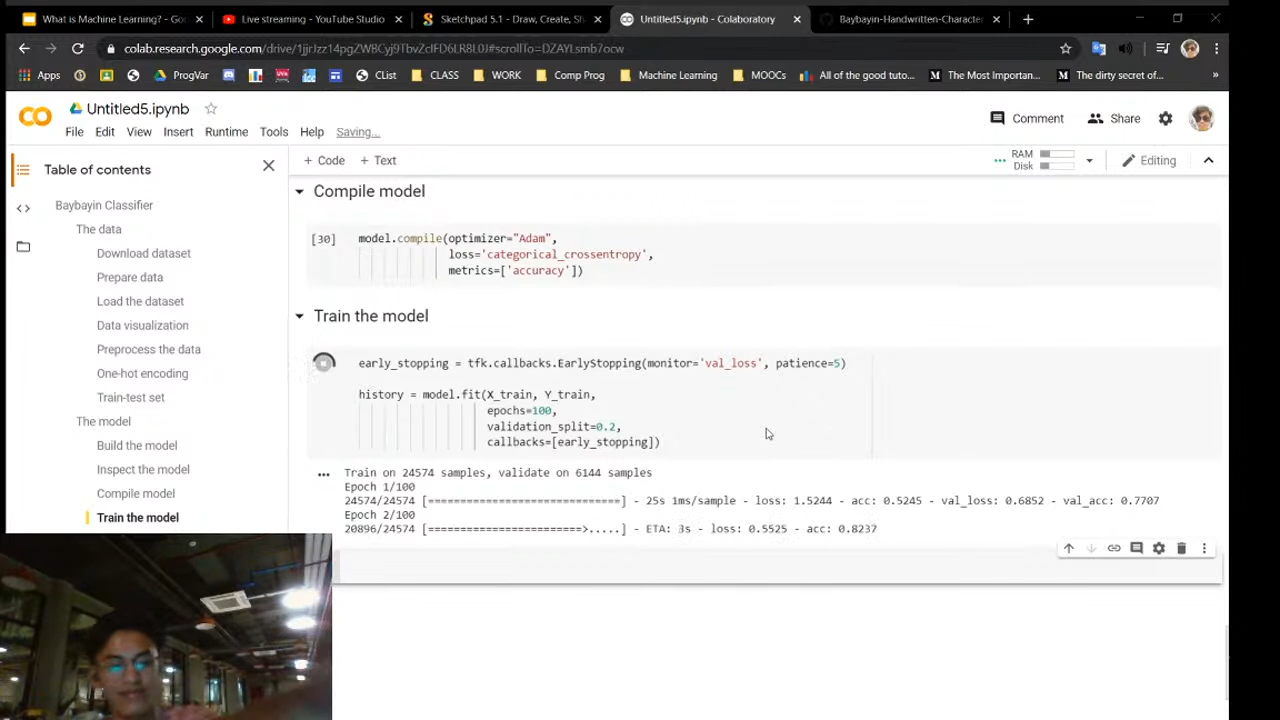 What is Machine Learning? - Goo
Live streaming - YouTube Studio
Sketchpad 5.1 - Draw, Create, Sh
Untitled5.ipynb - Colaboratory
Baybayin-Handwritten-Character
colab.research.google.com/drive/1jjrJzz14pgZWBCyj9TbvZcIFD6LR8L0J#scrollTo=DZAYLsmb7ocw
Apps
ProgVar
CList
CLASS
WORK
Comp Prog
Machine Learning
MOOCs
All of the good tuto...
The Most Importan...
The dirty secret of...
»
Untitled5.ipynb
File Edit View Insert Runtime Tools Help Saving...
Comment
Share
+ Code + Text
RAM
Disk
Editing
Table of contents
Baybayin Classifier
The data
Download dataset
Prepare data
Load the dataset
Data visualization
Preprocess the data
One-hot encoding
Train-test set
The model
Build the model
Inspect the model
Compile model
Train the model
Compile model
[30] model.compile(optimizer="Adam",
loss='categorical_crossentropy',
metrics=['accuracy'])
Train the model
early_stopping = tfk.callbacks.EarlyStopping(monitor='val_loss', patience=5)
history = model.fit(X_train, Y_train,
epochs=100,
validation_split=0.2,
callbacks=[early_stopping])
Train on 24574 samples, validate on 6144 samples
Epoch 1/100
24574/24574 [==============================] - 25s 1ms/sample - loss: 1.5244 - acc: 0.5245 - val_loss: 0.6852 - val_acc: 0.7707
Epoch 2/100
20896/24574 [========================>.....] - ETA: 3s - loss: 0.5525 - acc: 0.8237